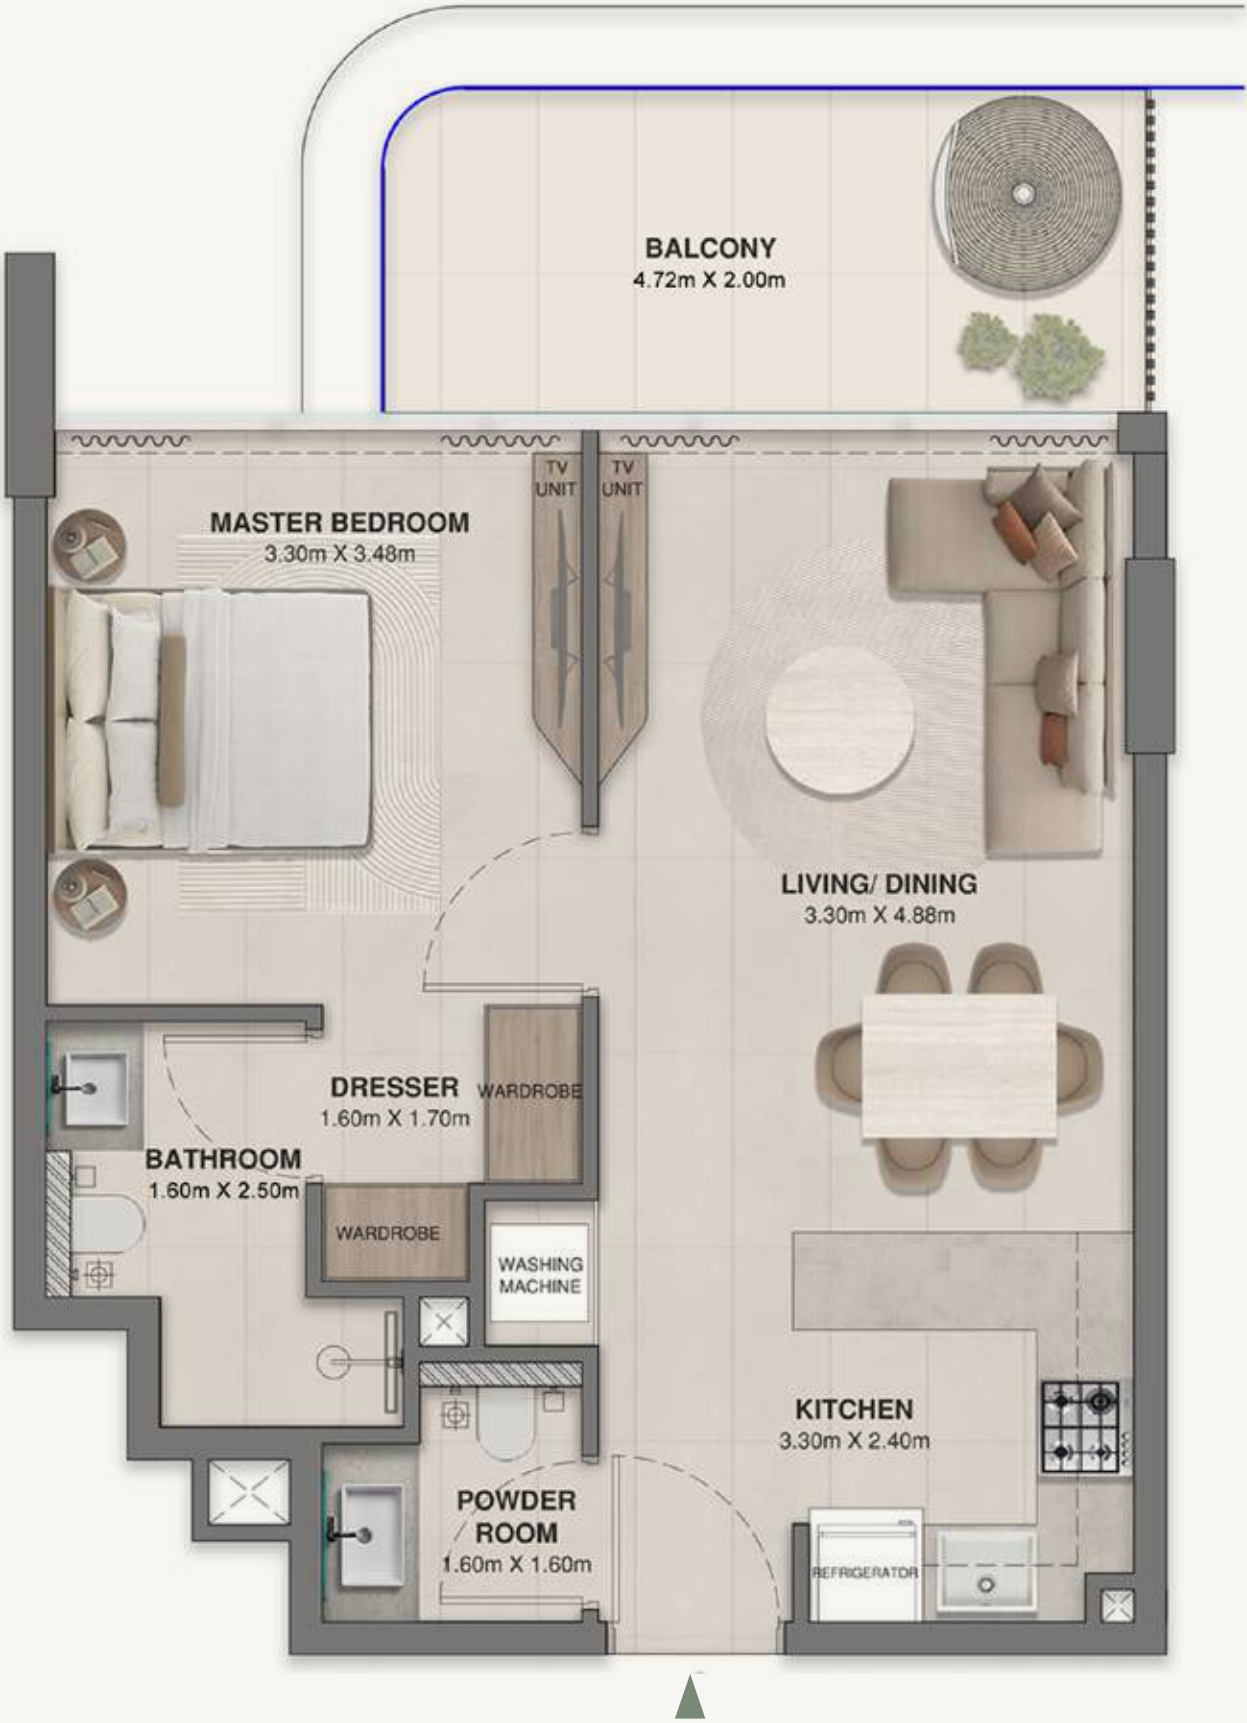 BALCONY
4.72m X 2.00m
TV
UNIT
TV
UNIT
MASTER BEDROOM
3.30m X 3.48m
LIVING/ DINING
3.30m X 4.88m
DRESSER
1.60m X 1.70m
WARDROBE
BATHROOM
1.60m X 2.50m
WARDROBE
WASHING
MACHINE
KITCHEN
3.30m X 2.40m
POWDER
ROOM
1.60m X 1.60m
REFRIGERATOR